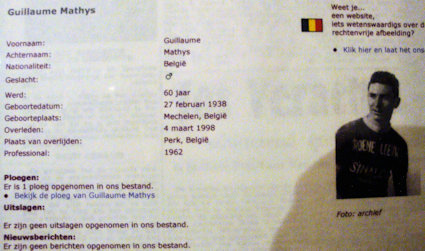 Guillaume Mathys
Weet je...
een website,
iets wetenswaardigs over d
rechtenvrije afbeelding?
Klik hier en laat het ons
Voornaam: Guillaume
Achternaam: Mathys
Nationaliteit: België
Geslacht: ♂
Werd: 60 jaar
Geboortedatum: 27 februari 1938
Geboorteplaats: Mechelen, België
Overleden: 4 maart 1998
Plaats van overlijden: Perk, België
Professional: 1962
Foto: archief
Ploegen:
Er is 1 ploeg opgenomen in ons bestand.
Bekijk de ploeg van Guillaume Mathys
Uitslagen:
Er zijn geen uitslagen opgenomen in ons bestand.
Nieuwsberichten:
Er zijn geen berichten opgenomen in ons bestand.